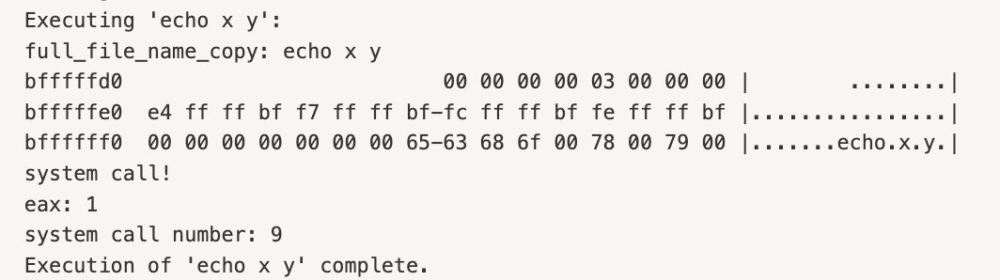 Executing 'echo x y':
full_file_name_copy: echo x y
bfffffd0                          00 00 00 00 03 00 00 00 |        ........|
bfffffe0  e4 ff ff bf f7 ff ff bf-fc ff ff bf fe ff ff bf |................|
bffffff0  00 00 00 00 00 00 00 65-63 68 6f 00 78 00 79 00 |.......echo.x.y.|
system call!
eax: 1
system call number: 9
Execution of 'echo x y' complete.